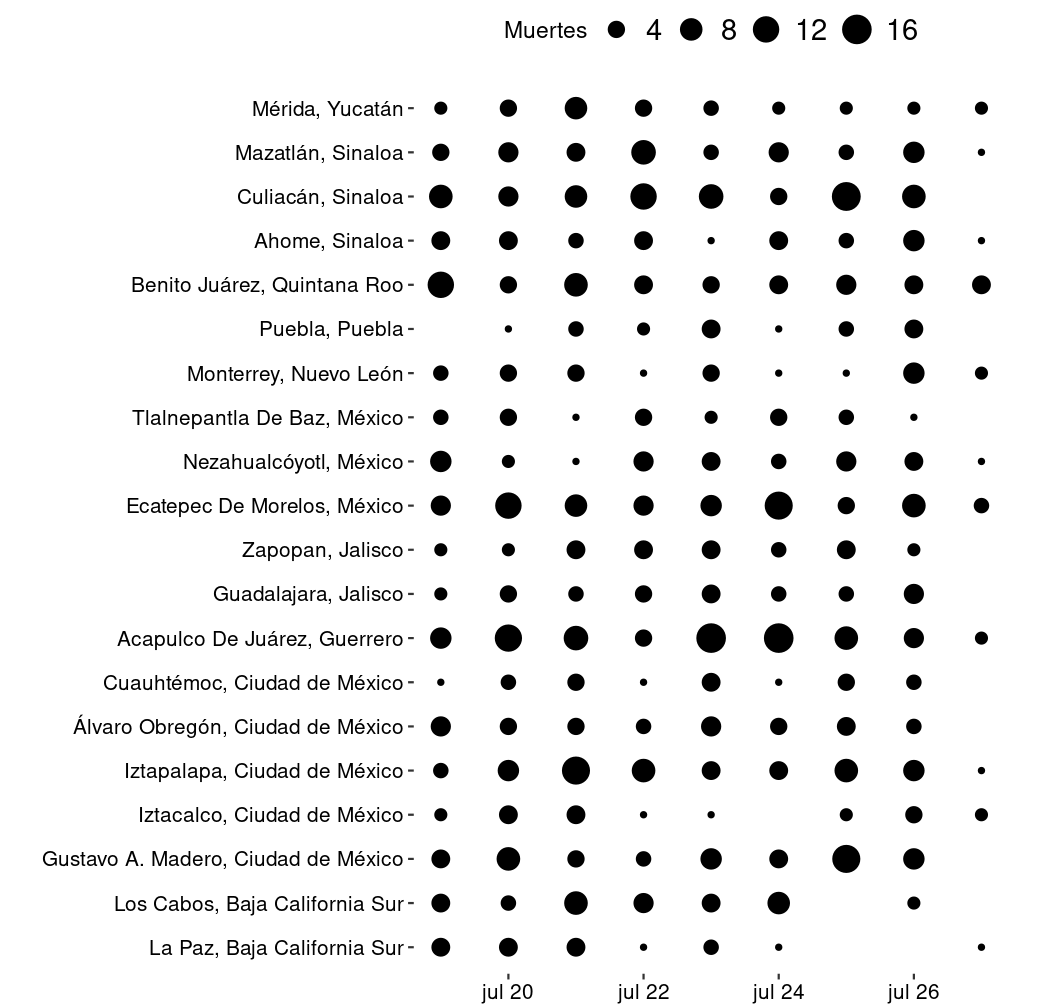 Muertes 4 8 12 16
Mérida, Yucatán
Mazatlán, Sinaloa
Culiacán, Sinaloa
Ahome, Sinaloa
Benito Juárez, Quintana Roo
Puebla, Puebla
Monterrey, Nuevo León
Tlalnepantla De Baz, México
Nezahualcóyotl, México
Ecatepec De Morelos, México
Zapopan, Jalisco
Guadalajara, Jalisco
Acapulco De Juárez, Guerrero
Cuauhtémoc, Ciudad de México
Álvaro Obregón, Ciudad de México
Iztapalapa, Ciudad de México
Iztacalco, Ciudad de México
Gustavo A. Madero, Ciudad de México
Los Cabos, Baja California Sur
La Paz, Baja California Sur
jul 20 jul 22 jul 24 jul 26